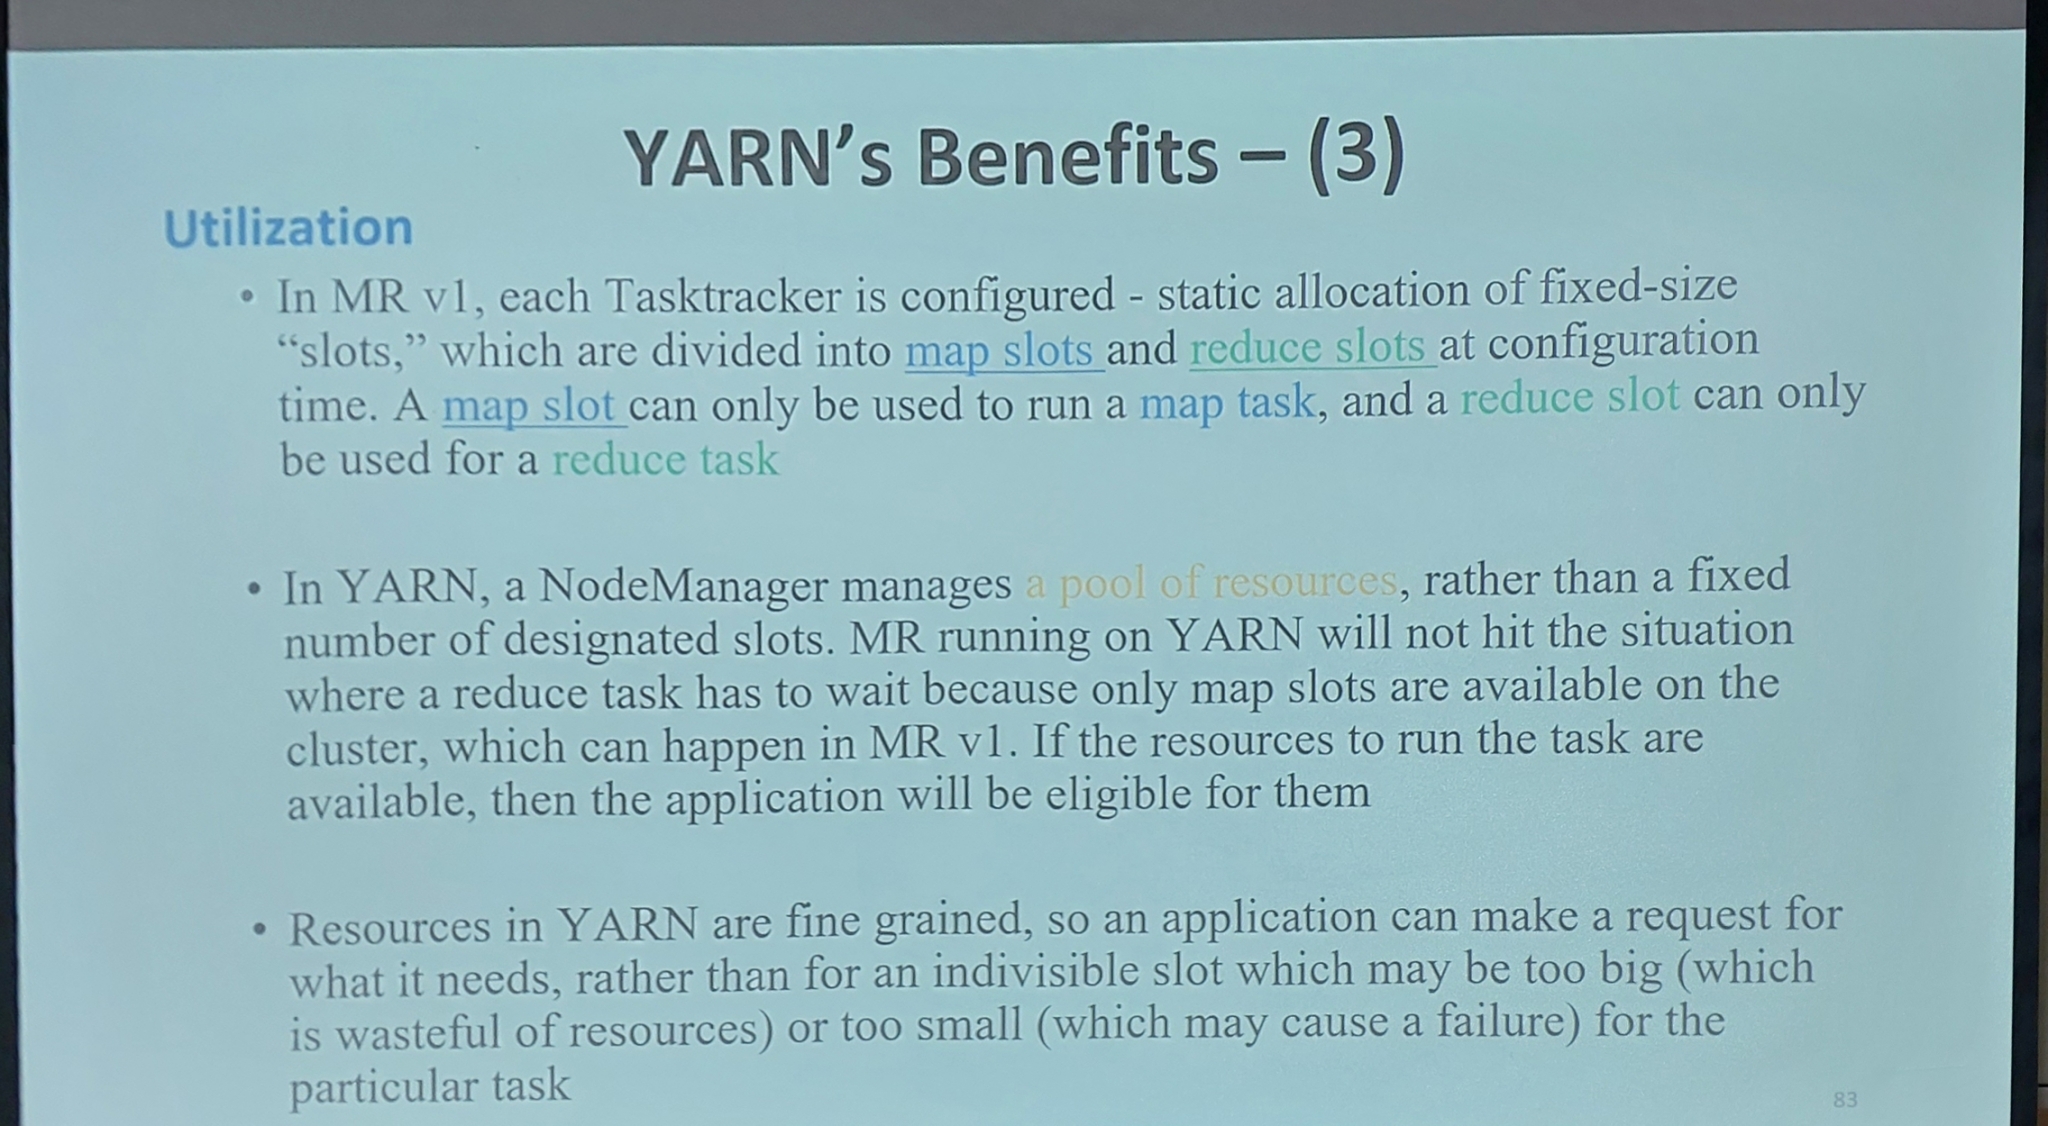 YARN’s Benefits – (3)
Utilization
• In MR v1, each Tasktracker is configured - static allocation of fixed-size
“slots,” which are divided into map slots and reduce slots at configuration
time. A map slot can only be used to run a map task, and a reduce slot can only
be used for a reduce task
• In YARN, a NodeManager manages a pool of resources, rather than a fixed
number of designated slots. MR running on YARN will not hit the situation
where a reduce task has to wait because only map slots are available on the
cluster, which can happen in MR v1. If the resources to run the task are
available, then the application will be eligible for them
• Resources in YARN are fine grained, so an application can make a request for
what it needs, rather than for an indivisible slot which may be too big (which
is wasteful of resources) or too small (which may cause a failure) for the
particular task
83